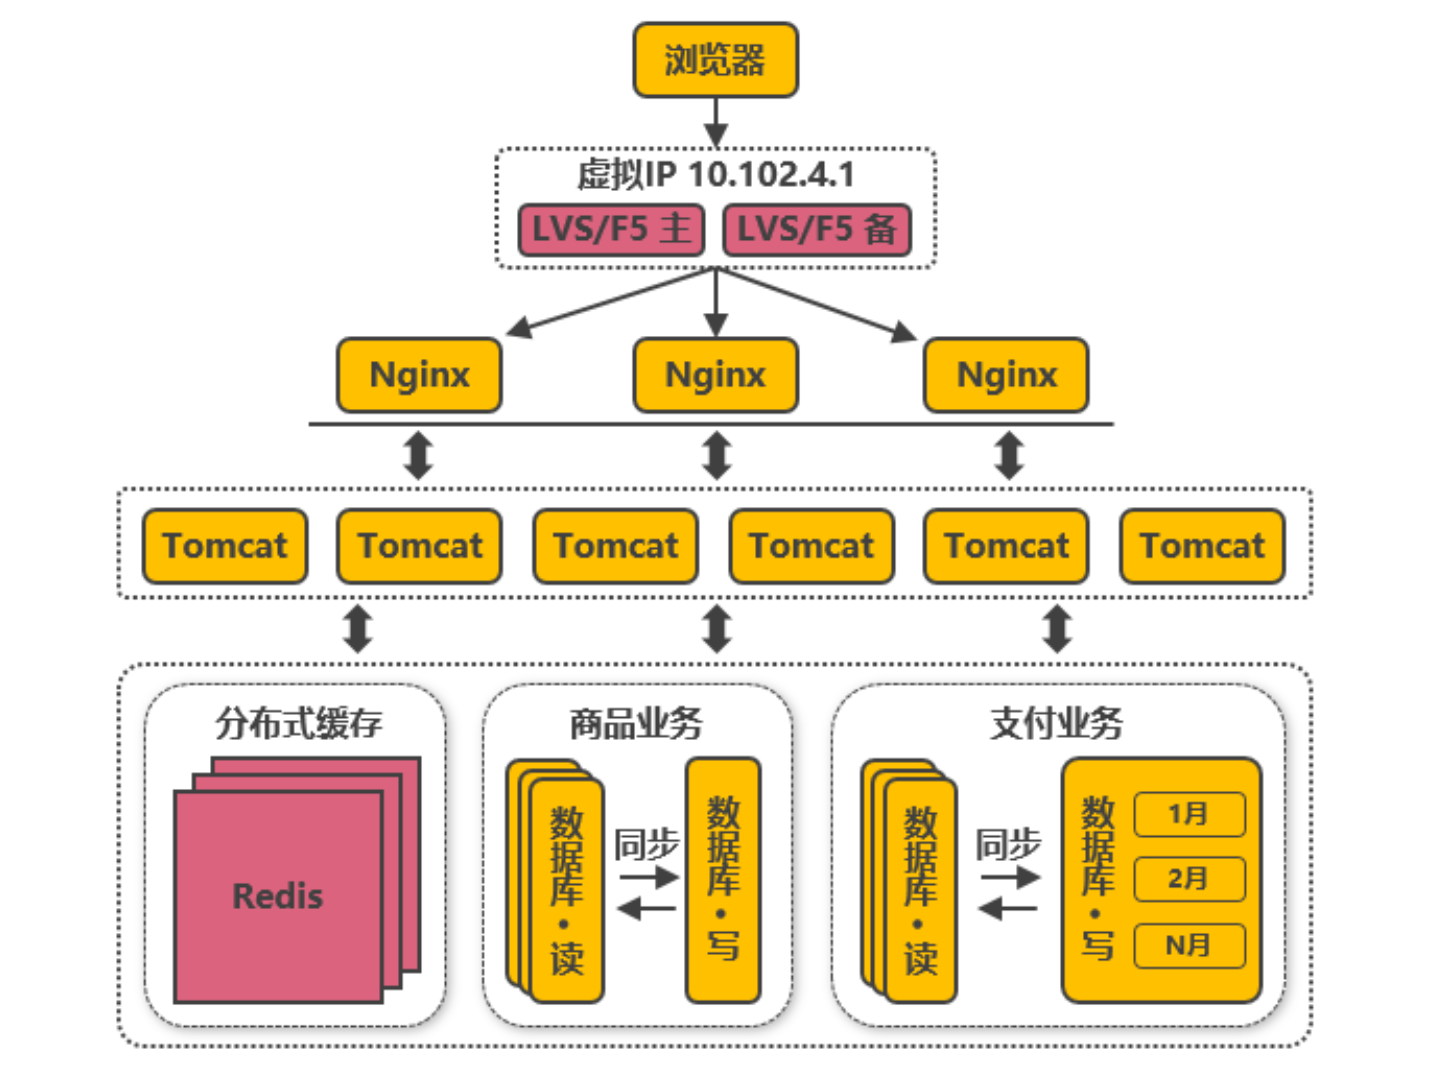 浏览器
虚拟IP 10.102.4.1
LVS/F5 主
LVS/F5 备
Nginx
Nginx
Nginx
Tomcat
Tomcat
Tomcat
Tomcat
Tomcat
Tomcat
分布式缓存
Redis
商品业务
数据库·读
同步
数据库·写
支付业务
数据库·读
同步
数据库·写
1月
2月
N月